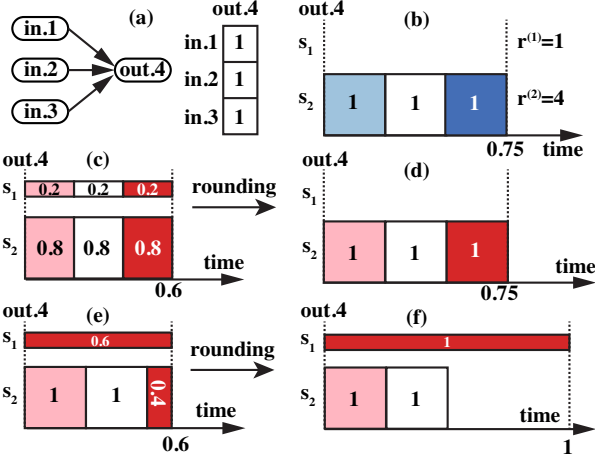 in.1
in.2
in.3
out.4
(a)
out.4
in.1 1
in.2 1
in.3 1
out.4
(b)
s1
s2
1 1 1
r(1)=1
r(2)=4
0.75
time
out.4
(c)
s1
0.2 0.2 0.2
s2
0.8 0.8 0.8
time
0.6
rounding
out.4
(d)
s1
s2
1 1 1
time
0.75
out.4
(e)
s1
0.6
s2
1 1 0.4
time
0.6
rounding
out.4
(f)
s1
1
s2
1 1
time
1